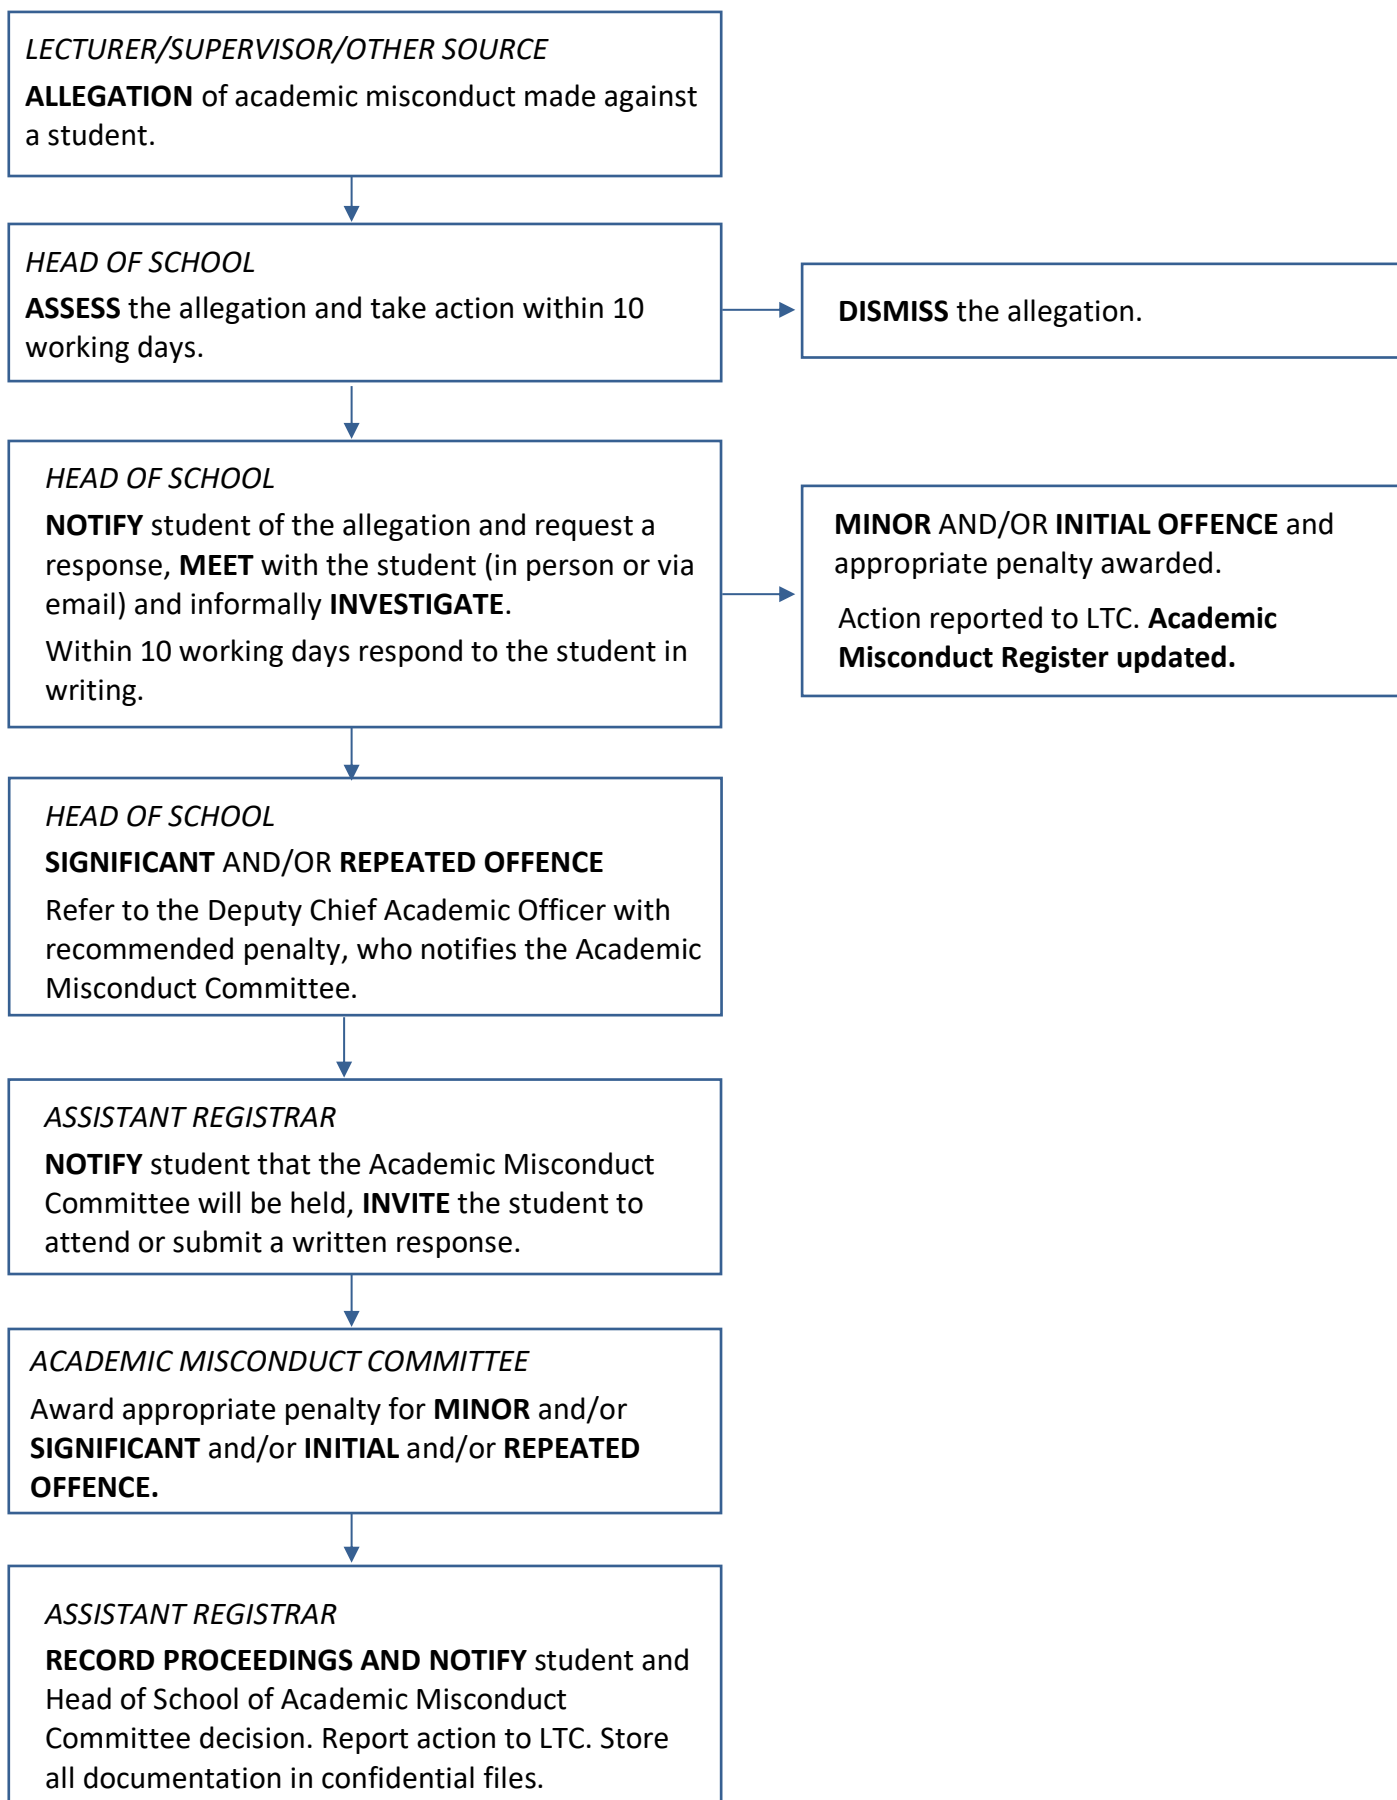 LECTURER/SUPERVISOR/OTHER SOURCE
ALLEGATION of academic misconduct made against
a student.
HEAD OF SCHOOL
ASSESS the allegation and take action within 10
working days.
DISMISS the allegation.
HEAD OF SCHOOL
NOTIFY student of the allegation and request a
response, MEET with the student (in person or via
email) and informally INVESTIGATE.
Within 10 working days respond to the student in
writing.
MINOR AND/OR INITIAL OFFENCE and
appropriate penalty awarded.
Action reported to LTC. Academic
Misconduct Register updated.
HEAD OF SCHOOL
SIGNIFICANT AND/OR REPEATED OFFENCE
Refer to the Deputy Chief Academic Officer with
recommended penalty, who notifies the Academic
Misconduct Committee.
ASSISTANT REGISTRAR
NOTIFY student that the Academic Misconduct
Committee will be held, INVITE the student to
attend or submit a written response.
ACADEMIC MISCONDUCT COMMITTEE
Award appropriate penalty for MINOR and/or
SIGNIFICANT and/or INITIAL and/or REPEATED
OFFENCE.
ASSISTANT REGISTRAR
RECORD PROCEEDINGS AND NOTIFY student and
Head of School of Academic Misconduct
Committee decision. Report action to LTC. Store
all documentation in confidential files.